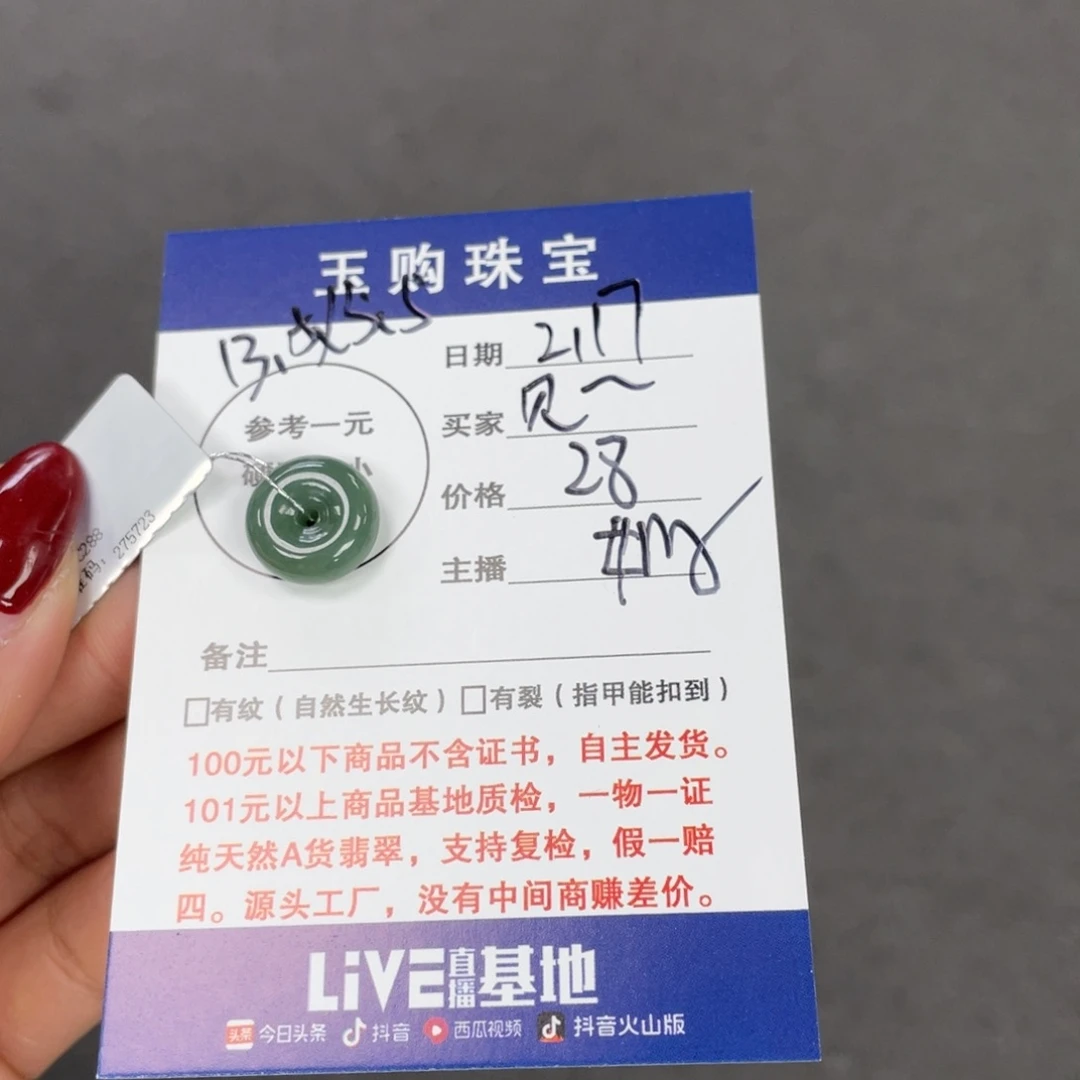 玉购珠宝
日期 2.17
参考一元
买家 见
价格 28
主播
275723
备注
□有纹（自然生长纹）□有裂（指甲能扣到）
100元以下商品不含证书，自主发货。
101元以上商品基地质检，一物一证
纯天然A货翡翠，支持复检，假一赔
四。源头工厂，没有中间商赚差价。
LiVE直播基地
头条 今日头条 抖音 西瓜视频 抖音火山版